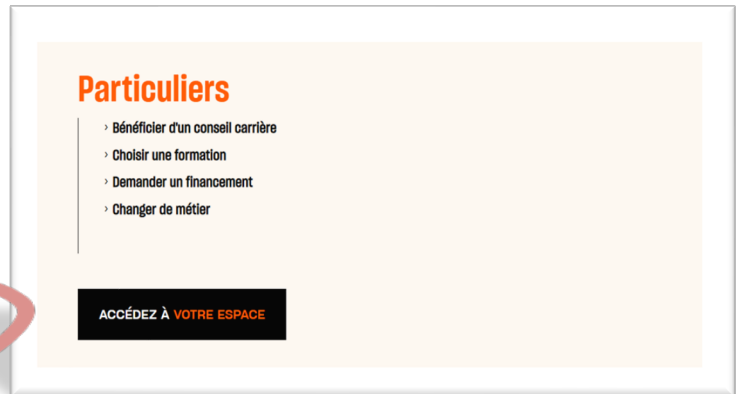 Particuliers
› Bénéficier d'un conseil carrière
› Choisir une formation
› Demander un financement
› Changer de métier
ACCÉDEZ À VOTRE ESPACE